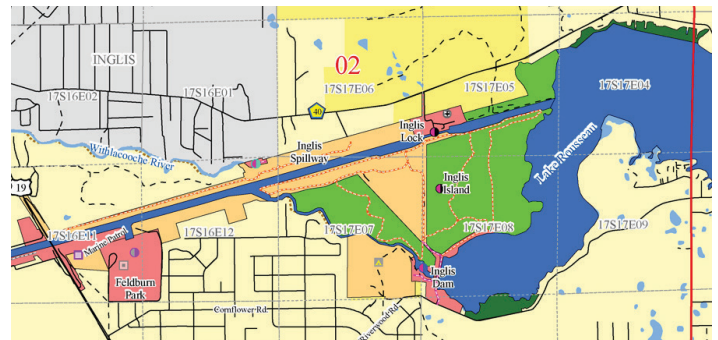 INGLIS
02
17S17E04
17S16E02
17S16E01
17S17E06
17S17E05
40
Inglis
Lock
Inglis
Spillway
Withlacooche River
Lake Rousseau
19
Inglis
Island
17S16E11
17S16E12
17S17E07
17S17E08
17S17E09
Marine Patrol
Feldburn
Park
Inglis
Dam
Cornflower Rd
Riverwood Rd